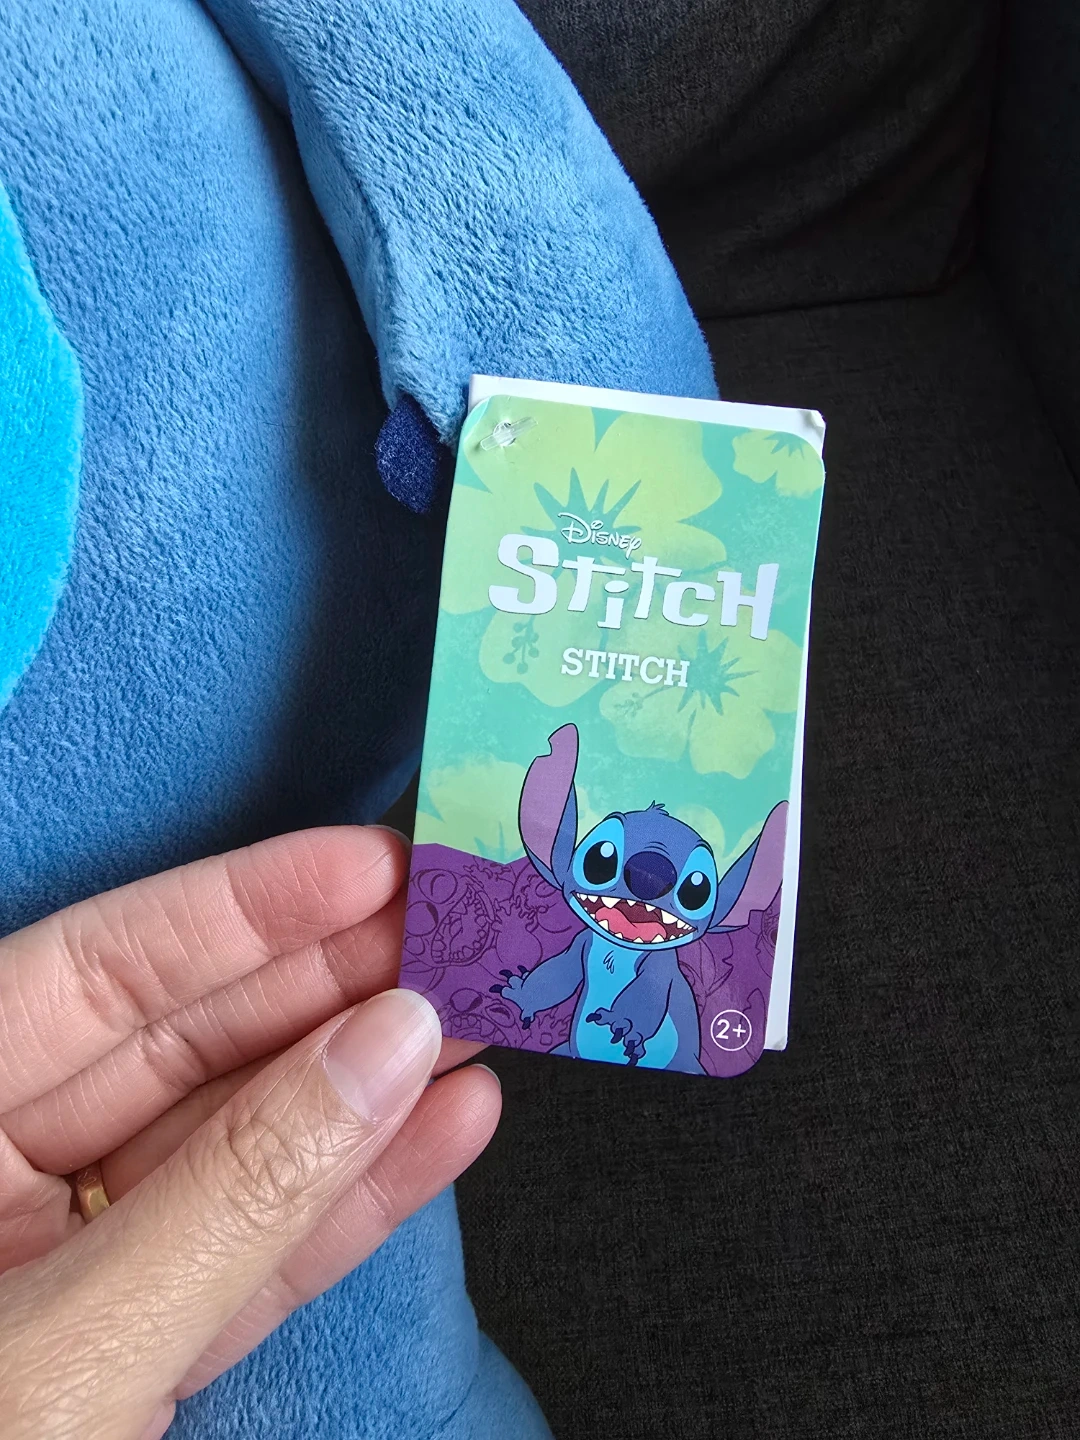 Disney
Stitch
STITCH
2+